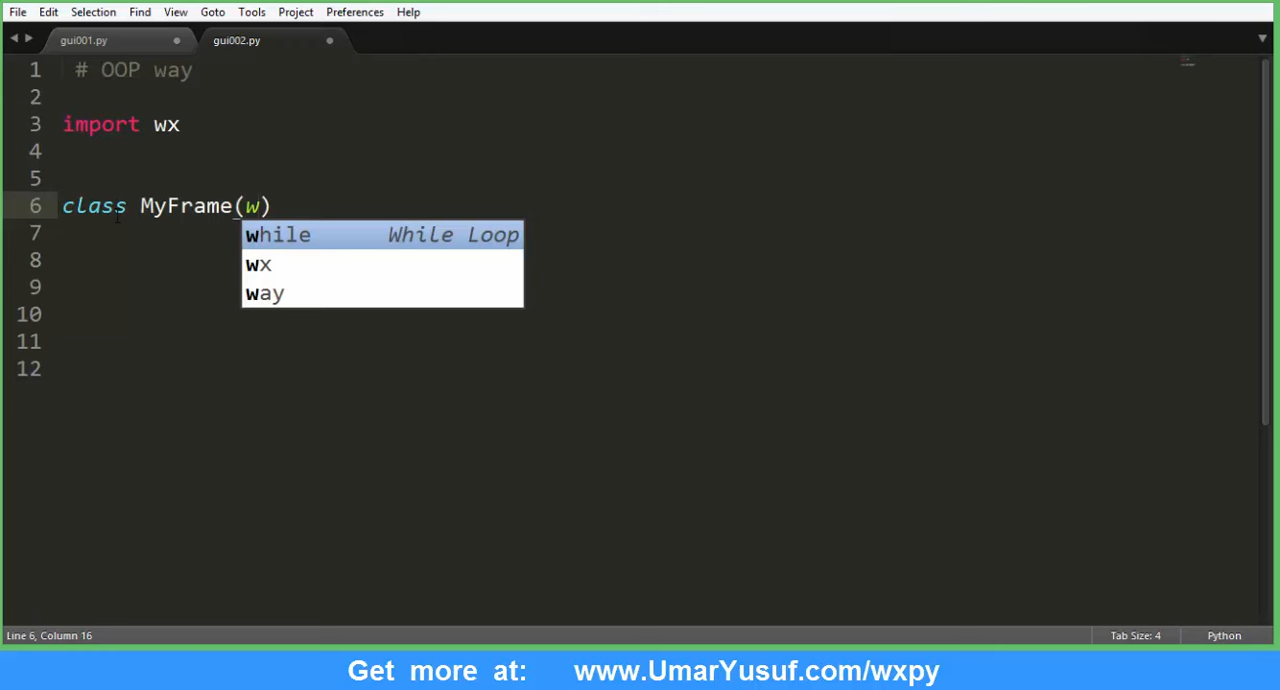 File Edit Selection Find View Goto Tools Project Preferences Help
gui001.py gui002.py
1 # OOP way
2
3 import wx
4
5
6 class MyFrame(w)
7 while While Loop
8 wx
9 way
10
11
12
Line 6, Column 16 Tab Size: 4 Python
Get more at: www.UmarYusuf.com/wxpy